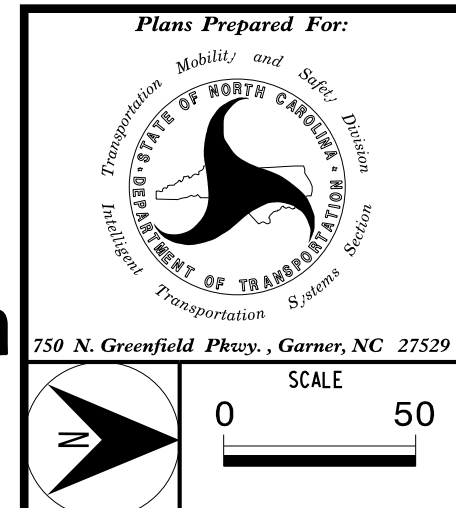 Plans Prepared For:
Transportation Mobility and Safety Division
STATE OF NORTH CAROLINA
DEPARTMENT OF TRANSPORTATION
Intelligent Transportation Systems Section
750 N. Greenfield Pkwy. , Garner, NC 27529
N
SCALE
0 50